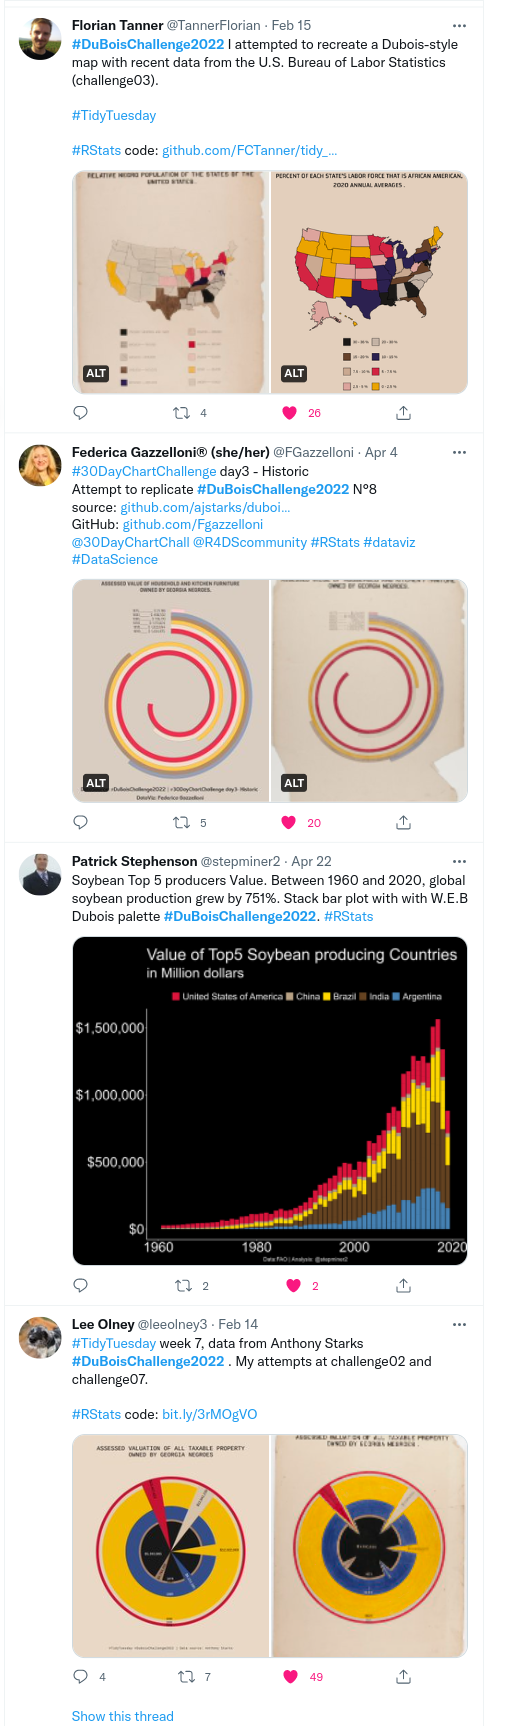 Florian Tanner @TannerFlorian · Feb 15
#DuBoisChallenge2022 I attempted to recreate a Dubois-style
map with recent data from the U.S. Bureau of Labor Statistics
(challenge03).
#TidyTuesday
#RStats code: github.com/FCTanner/tidy_...
RELATIVE NEGRO POPULATION OF THE STATES OF THE
UNITED STATES.
PERCENT OF EACH STATE'S LABOR FORCE THAT IS AFRICAN AMERICAN,
2020 ANNUAL AVERAGES.
ALT
ALT
4
26
Federica Gazzelloni® (she/her) @FGazzelloni · Apr 4
#30DayChartChallenge day3 - Historic
Attempt to replicate #DuBoisChallenge2022 N°8
source: github.com/ajstarks/duboi...
GitHub: github.com/Fgazzelloni
@30DayChartChall @R4DScommunity #RStats #dataviz
#DataScience
ASSESSED VALUE OF HOUSEHOLD AND KITCHEN FURNITURE
OWNED BY GEORGIA NEGROES.
OWNED BY GEORGIA NEGROES.
ALT
#DuBoisChallenge2022 | #30DayChartChallenge day3 - Historic
DataViz: Federica Gazzelloni
ALT
5
20
Patrick Stephenson @stepminer2 · Apr 22
Soybean Top 5 producers Value. Between 1960 and 2020, global
soybean production grew by 751%. Stack bar plot with with W.E.B
Dubois palette #DuBoisChallenge2022. #RStats
Value of Top5 Soybean producing Countries
in Million dollars
United States of America China Brazil India Argentina
$1,500,000
$1,000,000
$500,000
$0
1960 1980 2000 2020
Data FAO | Analysis: @stepminer2
2
2
Lee Olney @leeolney3 · Feb 14
#TidyTuesday week 7, data from Anthony Starks
#DuBoisChallenge2022 . My attempts at challenge02 and
challenge07.
#RStats code: bit.ly/3rMOgVO
ASSESSED VALUATION OF ALL TAXABLE PROPERTY
OWNED BY GEORGIA NEGROES
ASSESSED VALUATION OF ALL TAXABLE PROPERTY
OWNED BY GEORGIA NEGROES.
4
7
49
Show this thread